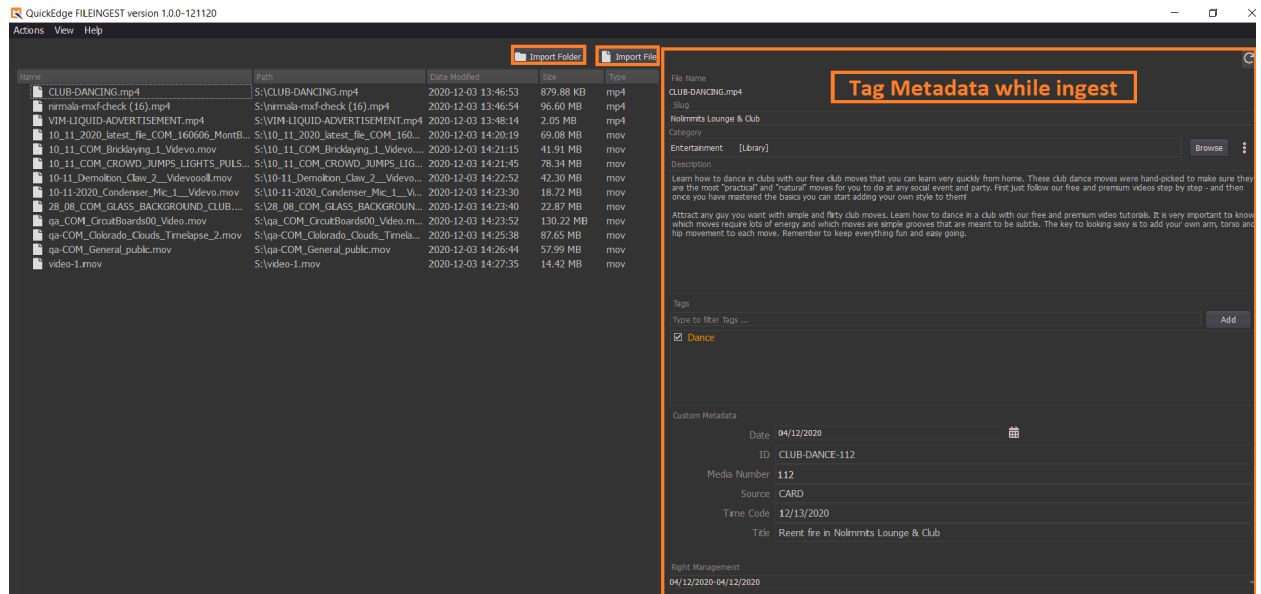 QuickEdge FILEINGEST version 1.0.0-121120
Actions View Help
Import Folder Import File
Name Path Date Modified Size Type
CLUB-DANCING.mp4 S:\CLUB-DANCING.mp4 2020-12-03 13:46:53 879.88 KB mp4
nirmala-mxf-check (16).mp4 S:\nirmala-mxf-check (16).mp4 2020-12-03 13:46:54 96.60 MB mp4
VIM-LIQUID-ADVERTISEMENT.mp4 S:\VIM-LIQUID-ADVERTISEMENT.mp4 2020-12-03 13:48:14 2.05 MB mp4
10_11_2020_latest_file_COM_160606_MontB... S:\10_11_2020_latest_file_COM_160... 2020-12-03 14:20:19 69.08 MB mov
10_11_COM_Bricklaying_1_Videvo.mov S:\10_11_COM_Bricklaying_1_Videvo.... 2020-12-03 14:21:15 41.91 MB mov
10_11_COM_CROWD_JUMPS_LIGHTS_PULS... S:\10_11_COM_CROWD_JUMPS_LIG... 2020-12-03 14:21:45 78.34 MB mov
10-11_Demolition_Claw_2__Videvoooll.mov S:\10-11_Demolition_Claw_2__Videvo... 2020-12-03 14:22:52 42.30 MB mov
10-11-2020_Condenser_Mic_1__Videvo.mov S:\10-11-2020_Condenser_Mic_1__Vi... 2020-12-03 14:23:30 18.72 MB mov
28_08_COM_GLASS_BACKGROUND_CLUB.... S:\28_08_COM_GLASS_BACKGROUN... 2020-12-03 14:23:40 22.87 MB mov
qa_COM_CircuitBoards00_Video.mov S:\qa_COM_CircuitBoards00_Video.m... 2020-12-03 14:23:52 130.22 MB mov
qa-COM_Clolorado_Clouds_Timelapse_2.mov S:\qa-COM_Clolorado_Clouds_Timela... 2020-12-03 14:25:38 87.65 MB mov
qa-COM_General_public.mov S:\qa-COM_General_public.mov 2020-12-03 14:26:44 57.99 MB mov
video-1.mov S:\video-1.mov 2020-12-03 14:27:35 14.42 MB mov
File Name
Tag Metadata while ingest
CLUB-DANCING.mp4
Slug
Nolimmits Lounge & Club
Category
Entertainment [Library] Browse
Description
Learn how to dance in clubs with our free club moves that you can learn very quickly from home. These club dance moves were hand-picked to make sure they
are the most "practical" and "natural" moves for you to do at any social event and party. First just follow our free and premium videos step by step - and then
once you have mastered the basics you can start adding your own style to them!
Attract any guy you want with simple and flirty club moves. Learn how to dance in a club with our free and premium video tutorials. It is very important to know
which moves require lots of energy and which moves are simple grooves that are meant to be subtle. The key to looking sexy is to add your own arm, torso and
hip movement to each move. Remember to keep everything fun and easy going.
Tags
Type to filter Tags ... Add
Dance
Custom Metadata
Date 04/12/2020
ID CLUB-DANCE-112
Media Number 112
Source CARD
Time Code 12/13/2020
Title Reent fire in Nolimmits Lounge & Club
Right Management
04/12/2020-04/12/2020